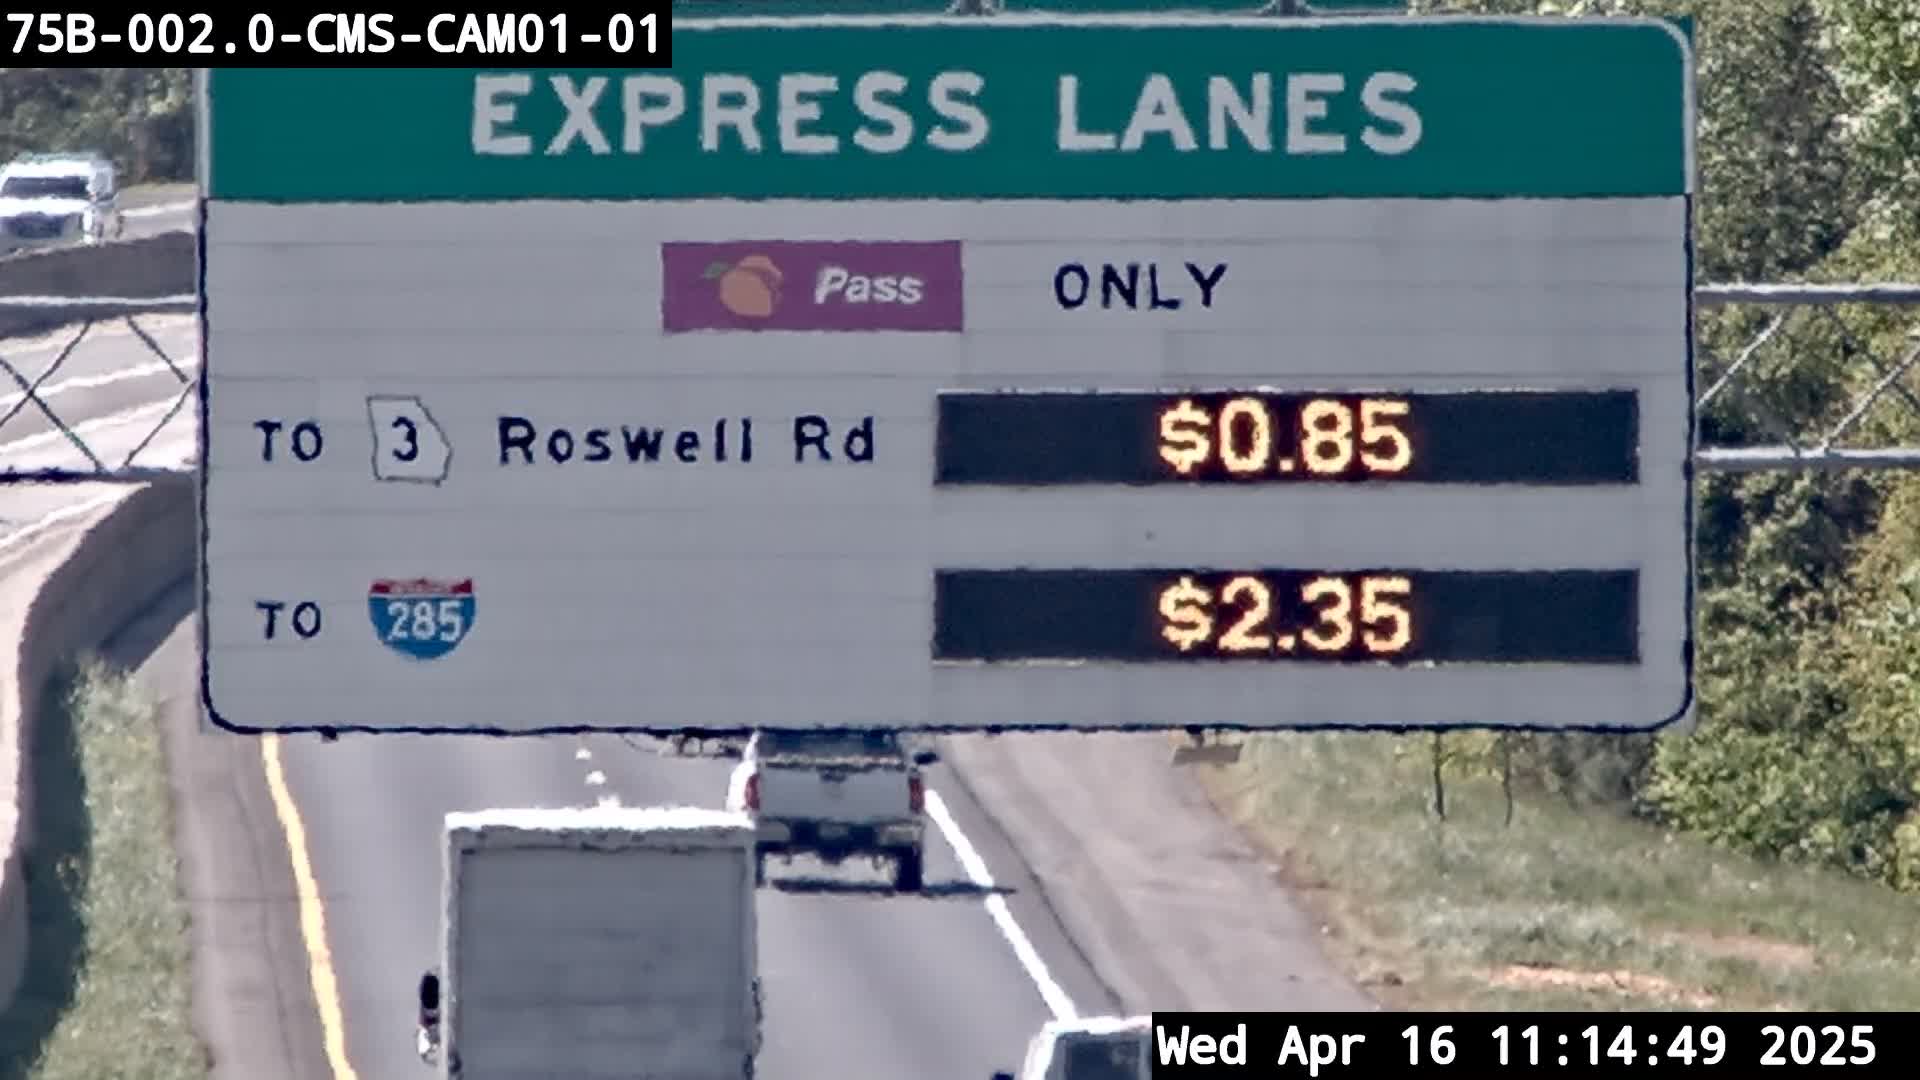 75B-002.0-CMS-CAM01-01
EXPRESS LANES
Pass ONLY
TO 3 Roswell Rd $0.85
TO 285 $2.35
Wed Apr 16 11:14:49 2025